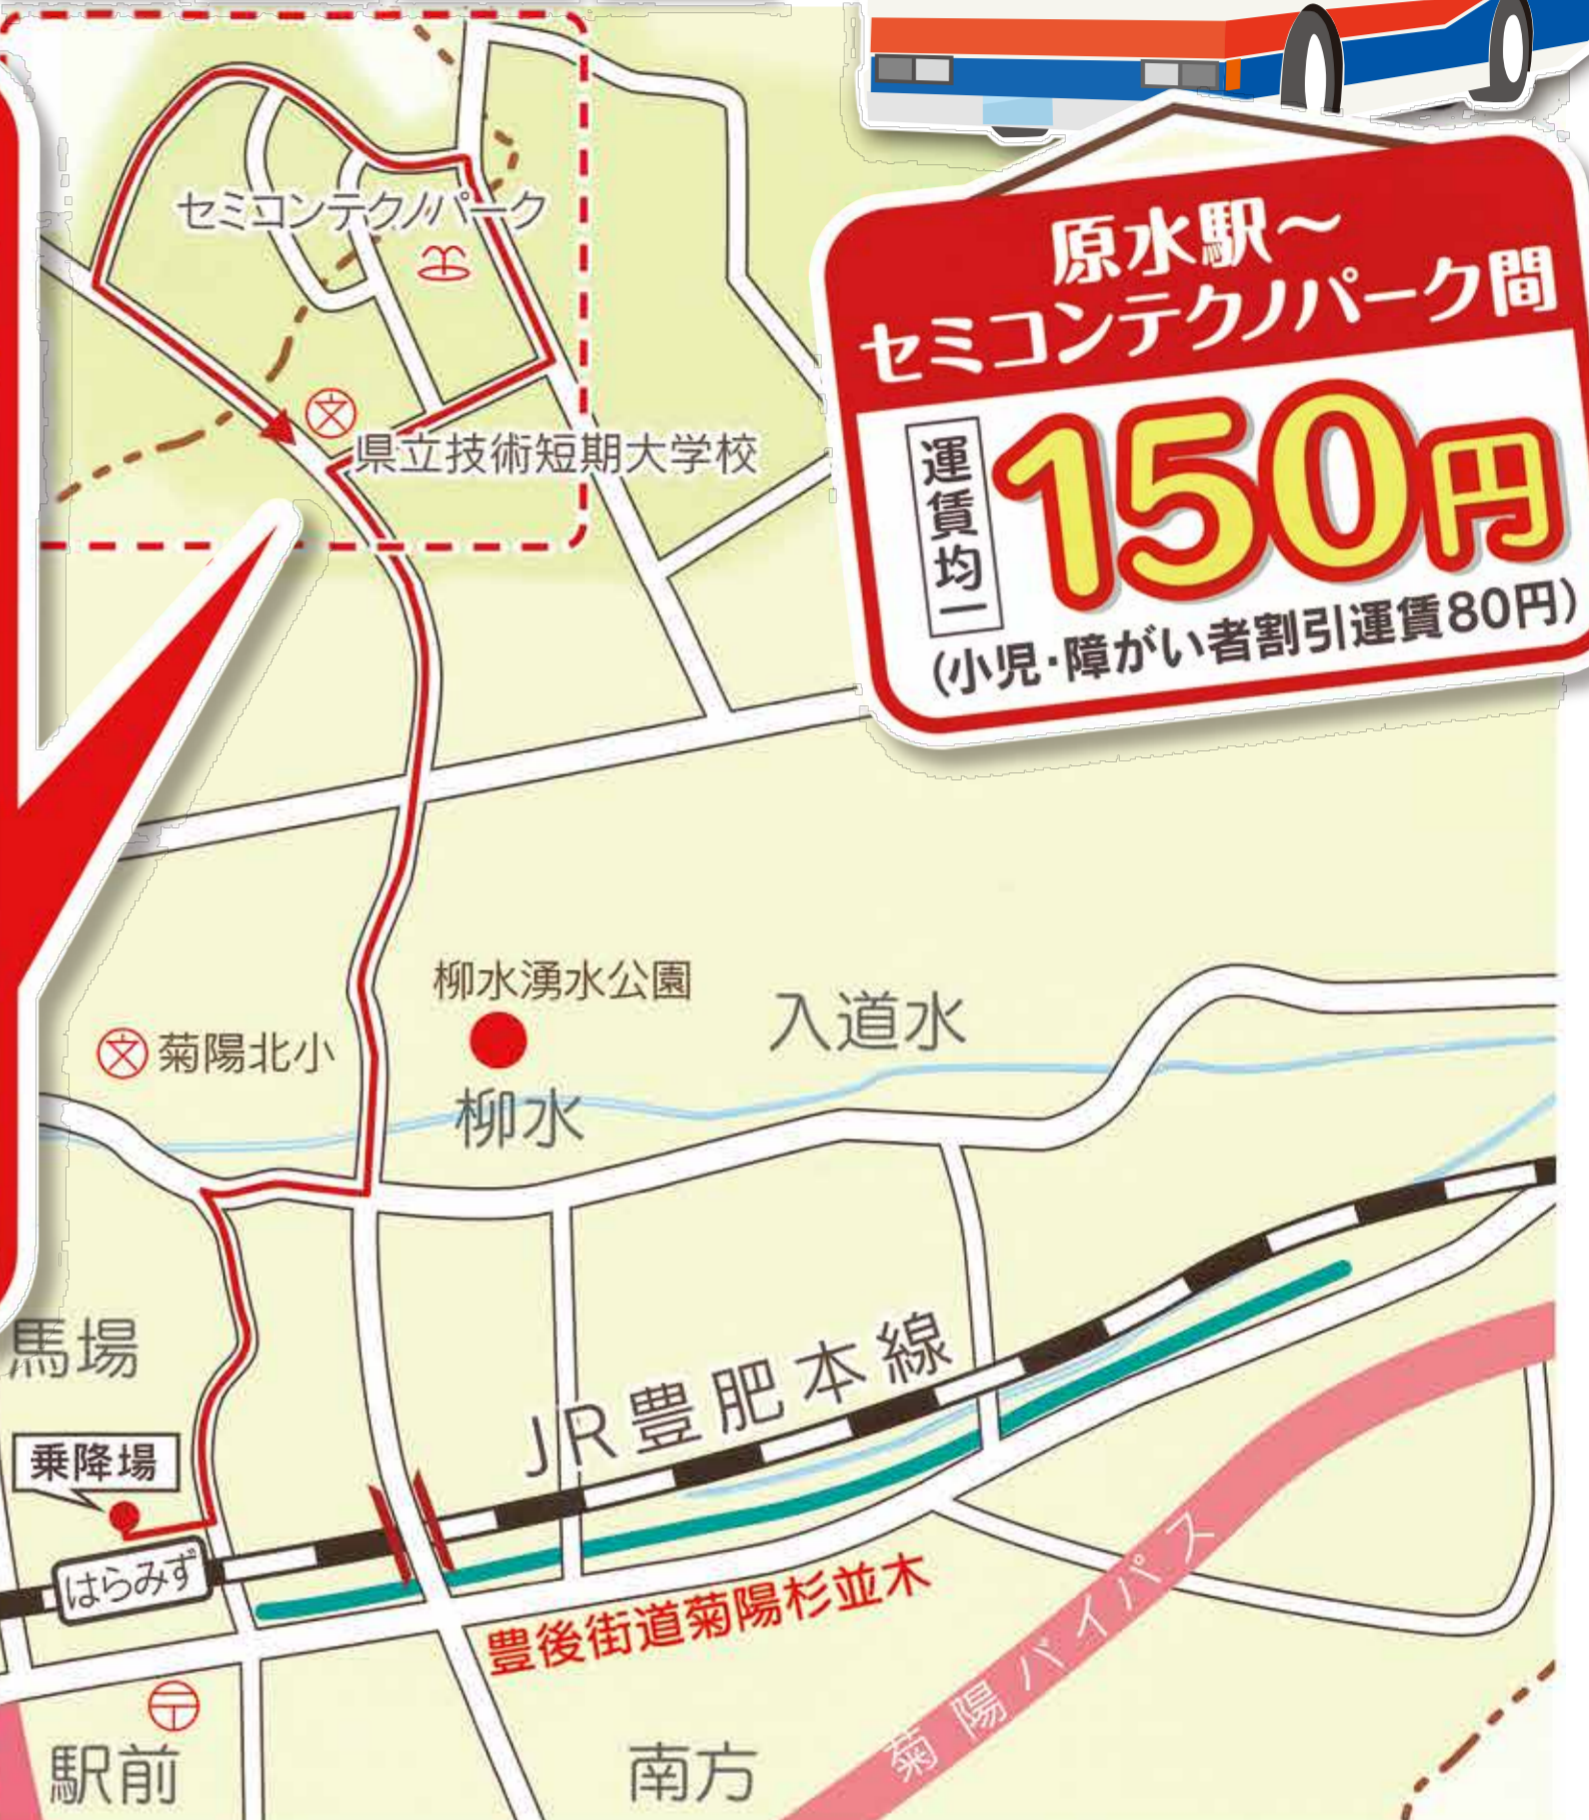 セミコンテクノパーク
原水駅～
セミコンテクノパーク間
運賃均一
150円
(小児・障がい者割引運賃80円)
文
県立技術短期大学校
柳水湧水公園
入道水
文 菊陽北小
柳水
馬場
JR豊肥本線
乗降場
はらみず
豊後街道菊陽杉並木
菊陽バイパス
駅前
南方